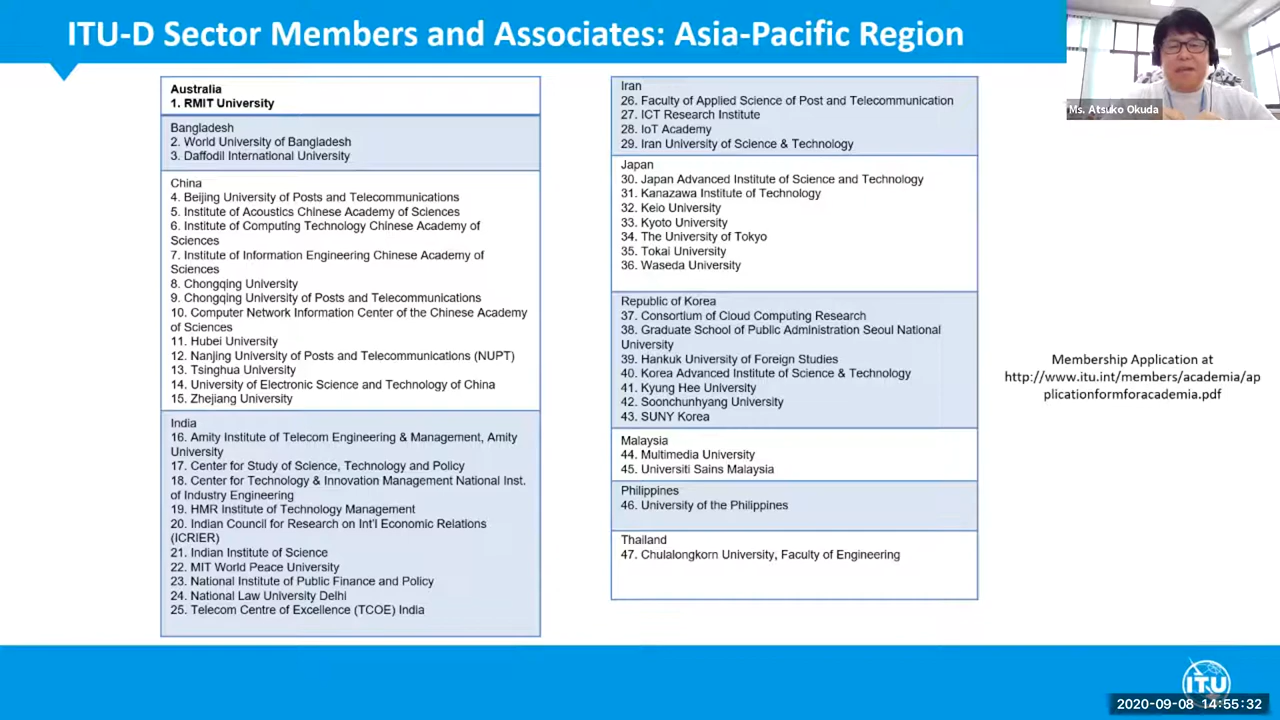 ITU-D Sector Members and Associates: Asia-Pacific Region
Ms. Atsuko Okuda
Australia
1. RMIT University
Bangladesh
2. World University of Bangladesh
3. Daffodil International University
China
4. Beijing University of Posts and Telecommunications
5. Institute of Acoustics Chinese Academy of Sciences
6. Institute of Computing Technology Chinese Academy of
Sciences
7. Institute of Information Engineering Chinese Academy of
Sciences
8. Chongqing University
9. Chongqing University of Posts and Telecommunications
10. Computer Network Information Center of the Chinese Academy
of Sciences
11. Hubei University
12. Nanjing University of Posts and Telecommunications (NUPT)
13. Tsinghua University
14. University of Electronic Science and Technology of China
15. Zhejiang University
India
16. Amity Institute of Telecom Engineering & Management, Amity
University
17. Center for Study of Science, Technology and Policy
18. Center for Technology & Innovation Management National Inst.
of Industry Engineering
19. HMR Institute of Technology Management
20. Indian Council for Research on Int'l Economic Relations
(ICRIER)
21. Indian Institute of Science
22. MIT World Peace University
23. National Institute of Public Finance and Policy
24. National Law University Delhi
25. Telecom Centre of Excellence (TCOE) India
Iran
26. Faculty of Applied Science of Post and Telecommunication
27. ICT Research Institute
28. IoT Academy
29. Iran University of Science & Technology
Japan
30. Japan Advanced Institute of Science and Technology
31. Kanazawa Institute of Technology
32. Keio University
33. Kyoto University
34. The University of Tokyo
35. Tokai University
36. Waseda University
Republic of Korea
37. Consortium of Cloud Computing Research
38. Graduate School of Public Administration Seoul National
University
39. Hankuk University of Foreign Studies
40. Korea Advanced Institute of Science & Technology
41. Kyung Hee University
42. Soonchunhyang University
43. SUNY Korea
Malaysia
44. Multimedia University
45. Universiti Sains Malaysia
Philippines
46. University of the Philippines
Thailand
47. Chulalongkorn University, Faculty of Engineering
Membership Application at
http://www.itu.int/members/academia/ap
plicationformforacademia.pdf
ITU
2020-09-08 14:55:32